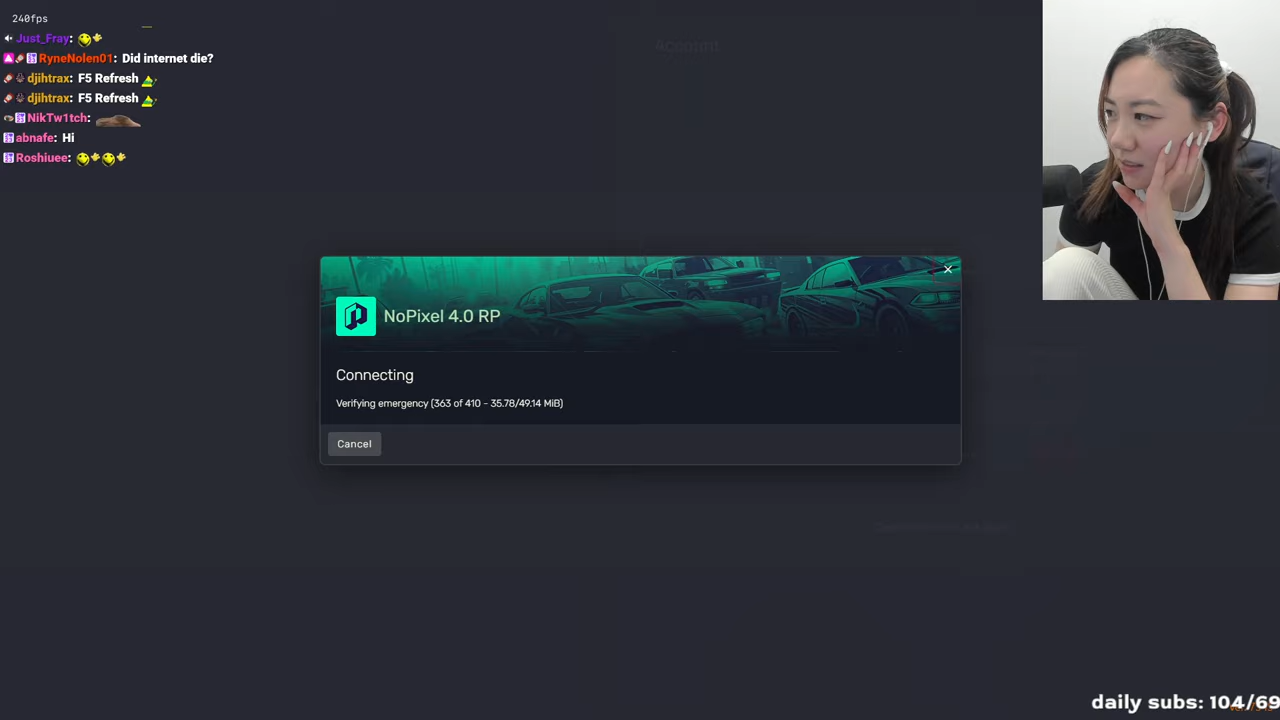 240fps
Just_Fray:
RyneNolen01: Did internet die?
djihtrax: F5 Refresh
djihtrax: F5 Refresh
NikTw1tch:
abnafe: Hi
Roshiuee:
Account
NoPixel 4.0 RP
Connecting
Verifying emergency (363 of 410 - 35.78/49.14 MiB)
Cancel
daily subs: 104/69